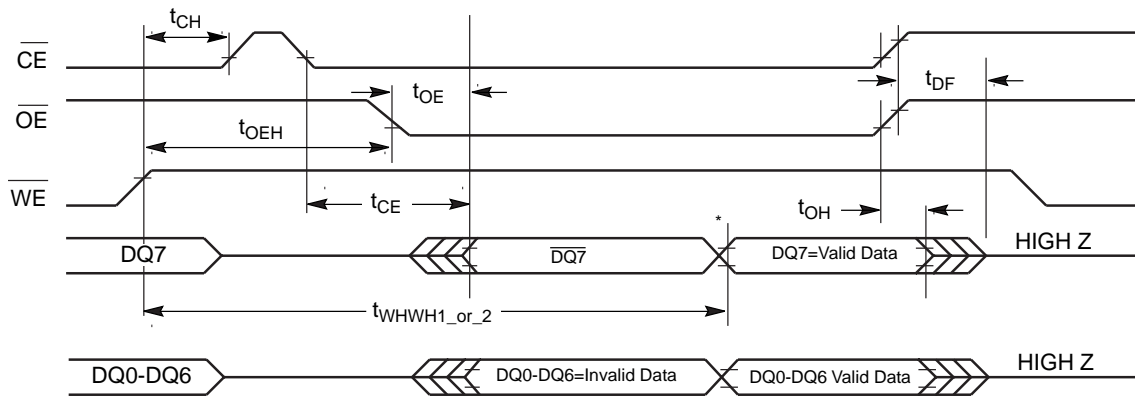 tCH
CE
tOE
tDF
OE
tOEH
WE
tCE
tOH
*
DQ7
DQ7
DQ7=Valid Data
HIGH Z
tWHWH1_or_2
DQ0-DQ6
DQ0-DQ6=Invalid Data
DQ0-DQ6 Valid Data
HIGH Z